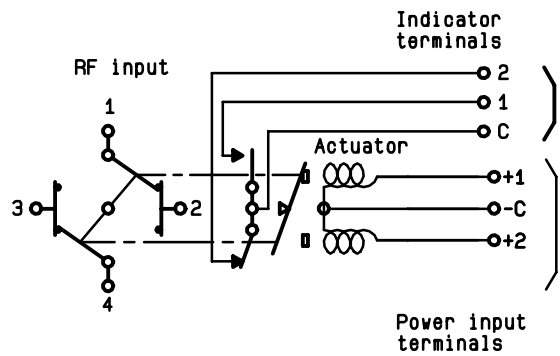 Indicator
terminals
RF input
2
1
1
C
Actuator
+1
3
2
-C
+2
4
Power input
terminals